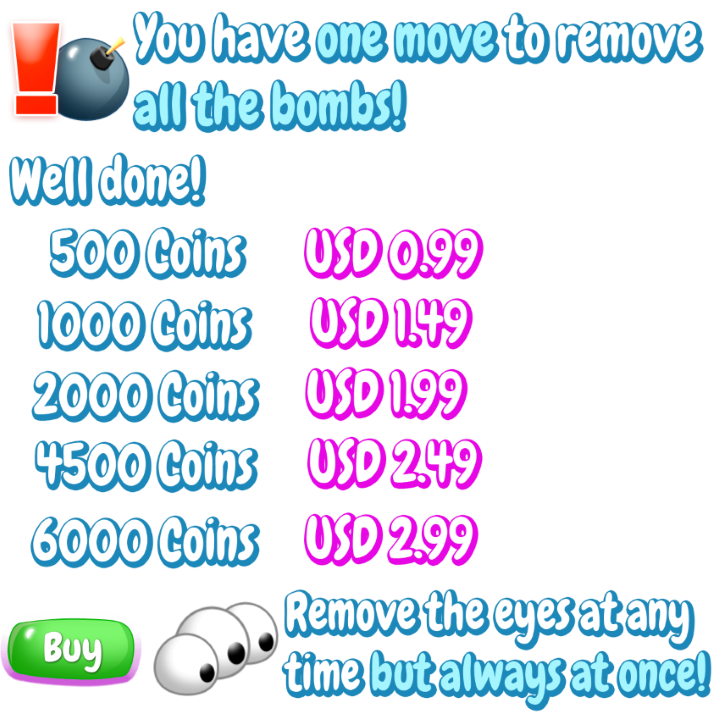 You have one move to remove
all the bombs!
Well done!
500 Coins USD 0.99
1000 Coins USD 1.49
2000 Coins USD 1.99
4500 Coins USD 2.49
6000 Coins USD 2.99
Buy
Remove the eyes at any
time but always at once!